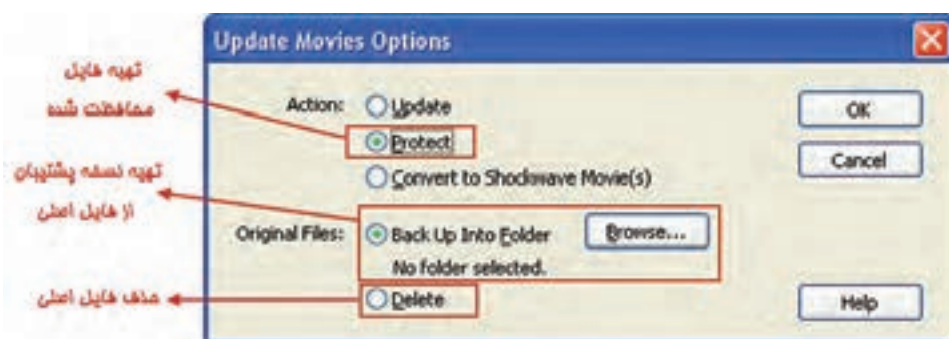 Update Movies Options
تهیه فایل
محافظت شده
Action:
Update
Protect
Convert to Shockwave Movie(s)
OK
Cancel
تهیه نسخه پشتیبان
از فایل اصلی
Original Files:
Back Up Into Folder
Browse...
No folder selected.
حذف فایل اصلی
Delete
Help